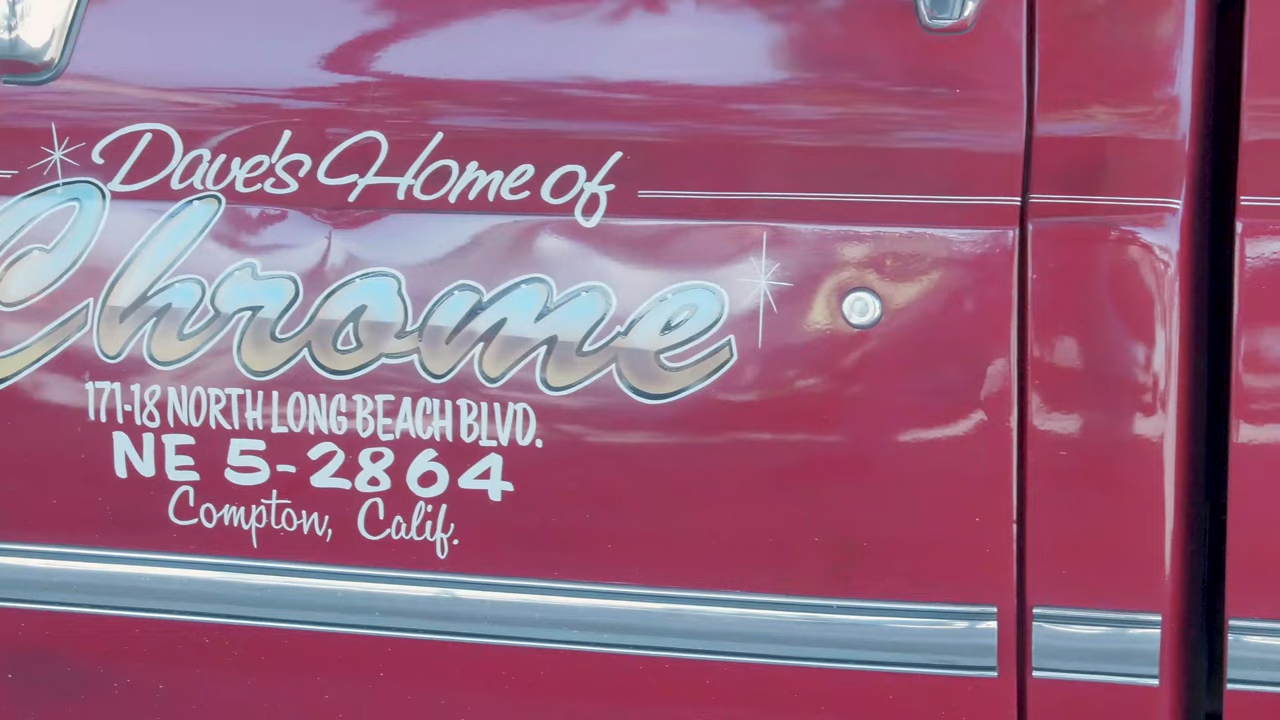 Dave's Home of
Chrome
171-18 NORTH LONG BEACH BLVD.
NE 5-2864
Compton, Calif.